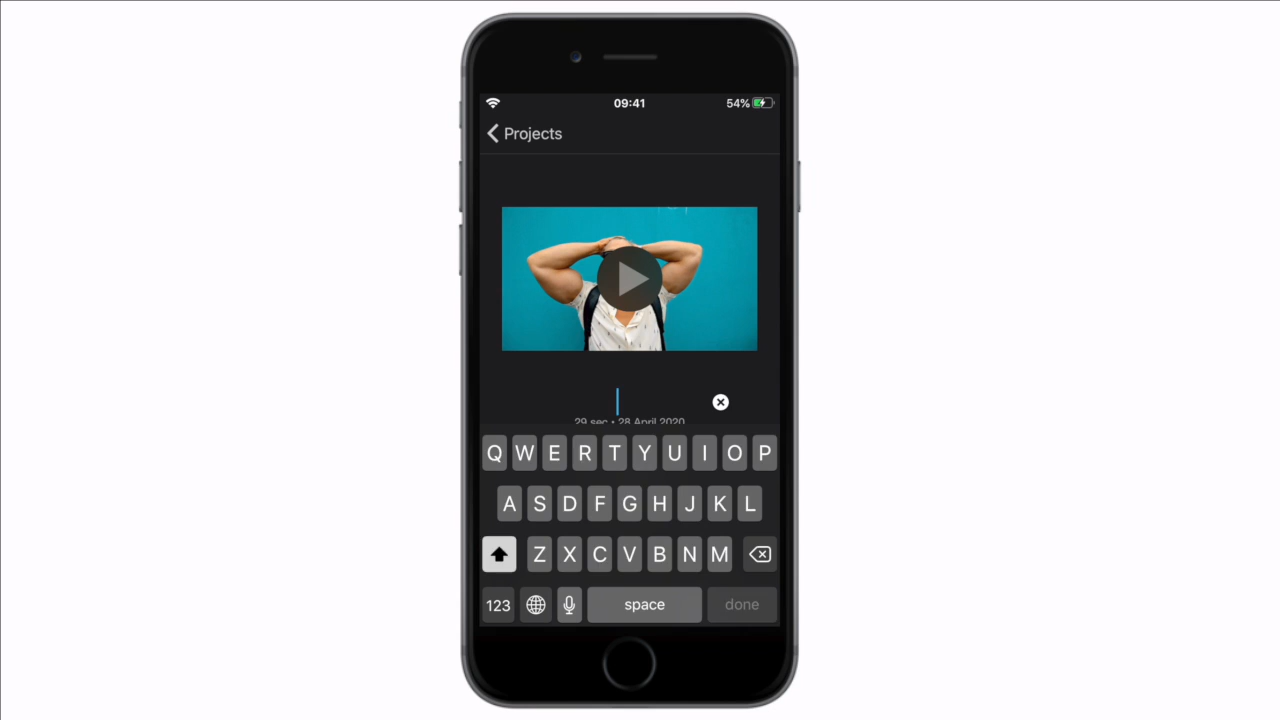 09:41 54%
Projects
29 sec • 28 April 2020
Q W E R T Y U I O P
A S D F G H J K L
Z X C V B N M
123 space done